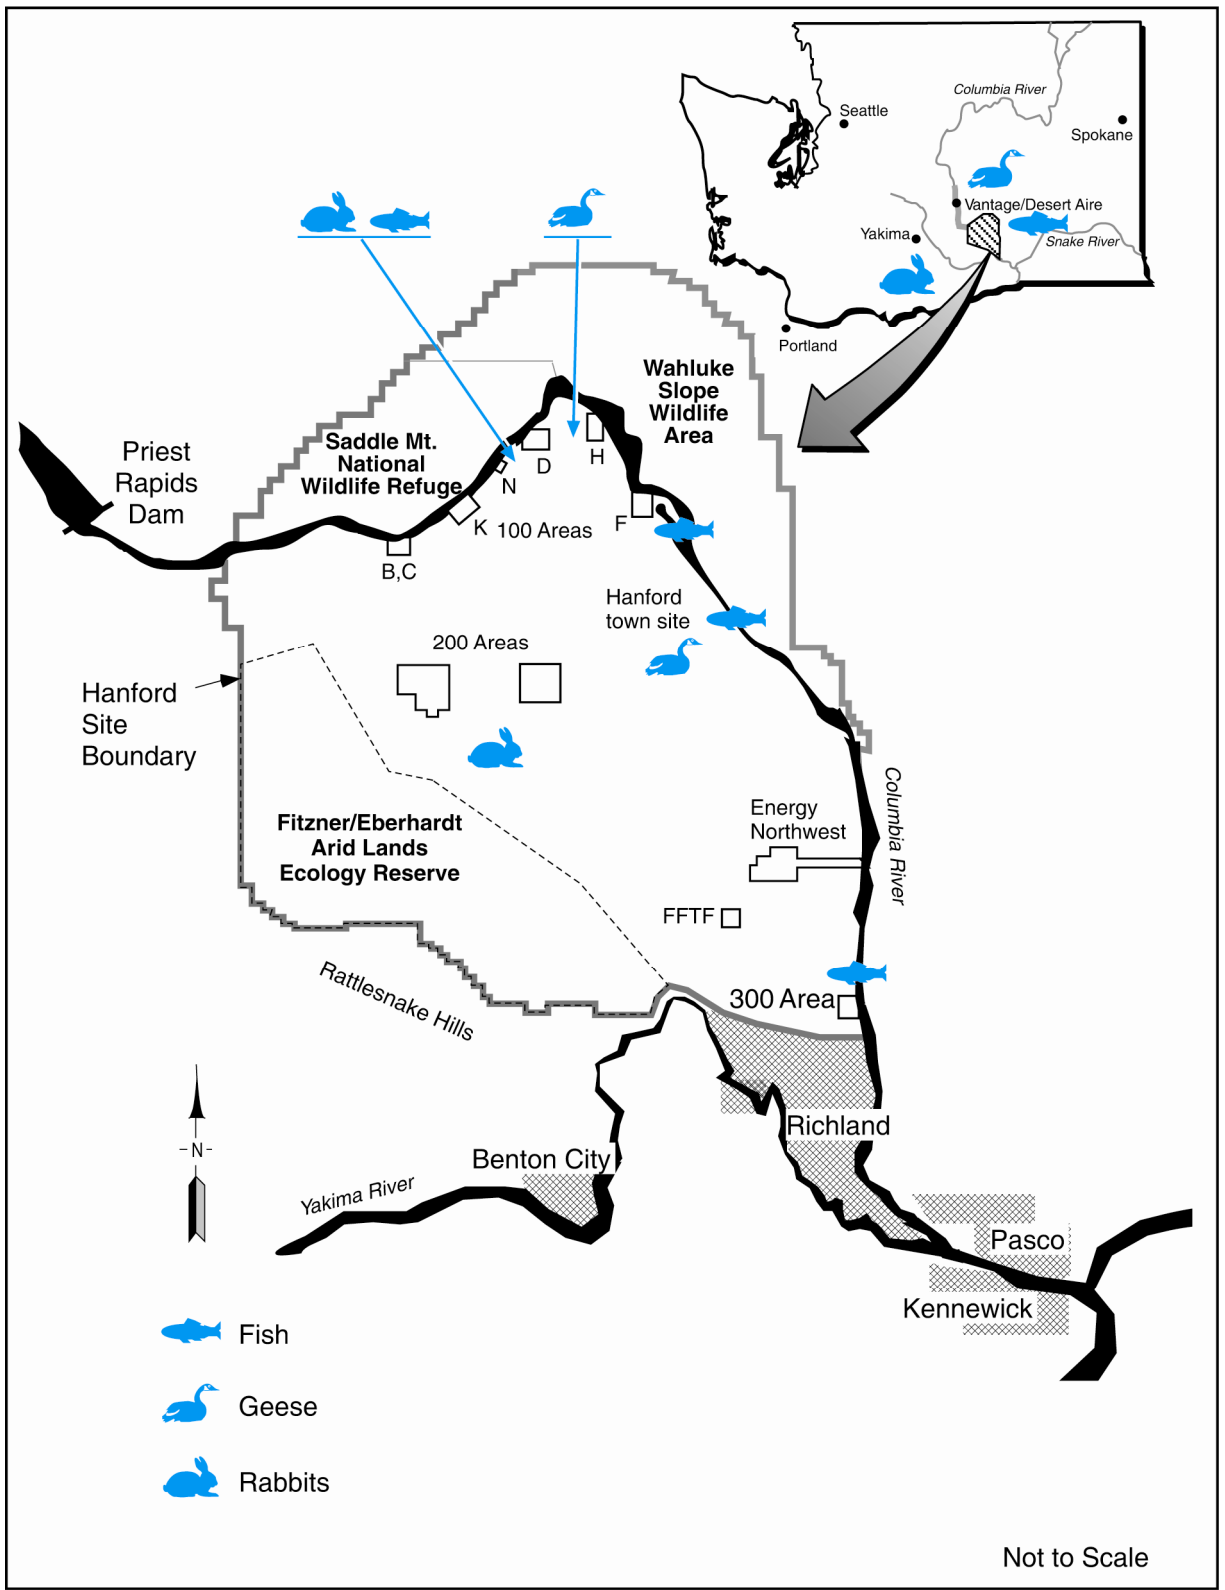 Columbia River
Seattle
Spokane
Vantage/Desert Aire
Yakima
Snake River
Portland
Wahluke
Slope
Wildlife
Area
Saddle Mt.
National
Wildlife Refuge
Priest
Rapids
Dam
D
H
N
F
K
100 Areas
B,C
Hanford
town site
200 Areas
Hanford
Site
Boundary
Columbia River
Energy
Northwest
Fitzner/Eberhardt
Arid Lands
Ecology Reserve
FFTF
300 Area
Rattlesnake Hills
N
Richland
Benton City
Yakima River
Pasco
Kennewick
Fish
Geese
Rabbits
Not to Scale